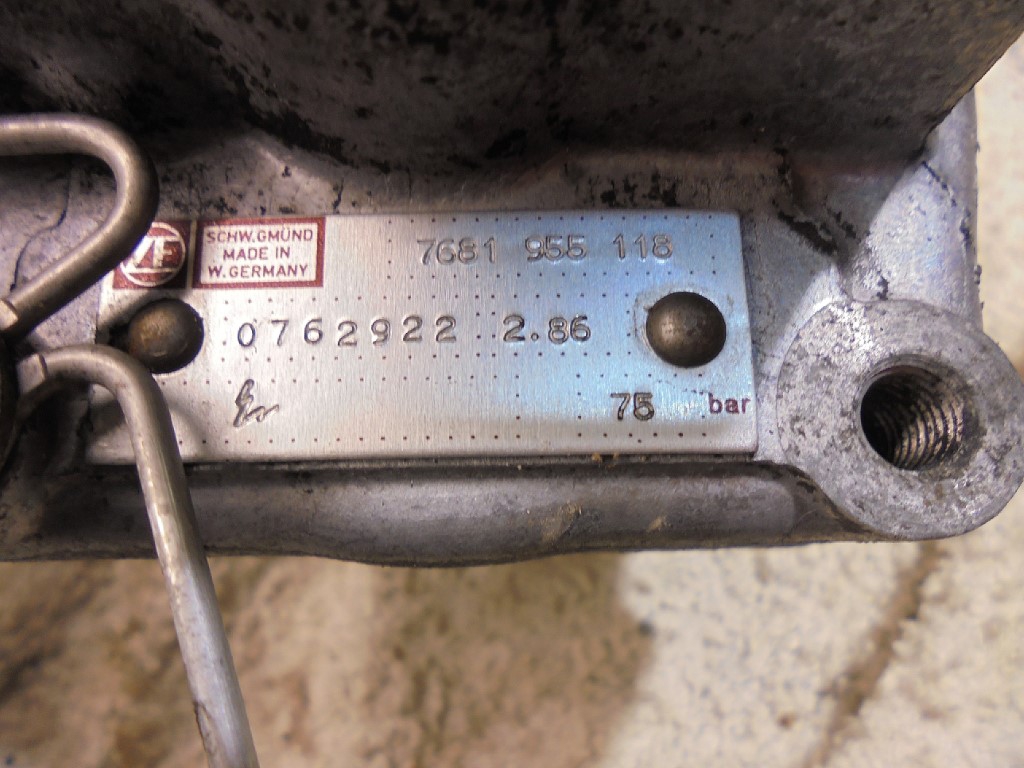 ZF
SCHW.GMÜND
MADE IN
W.GERMANY
7681 955 118
0762922 2.86
75 bar